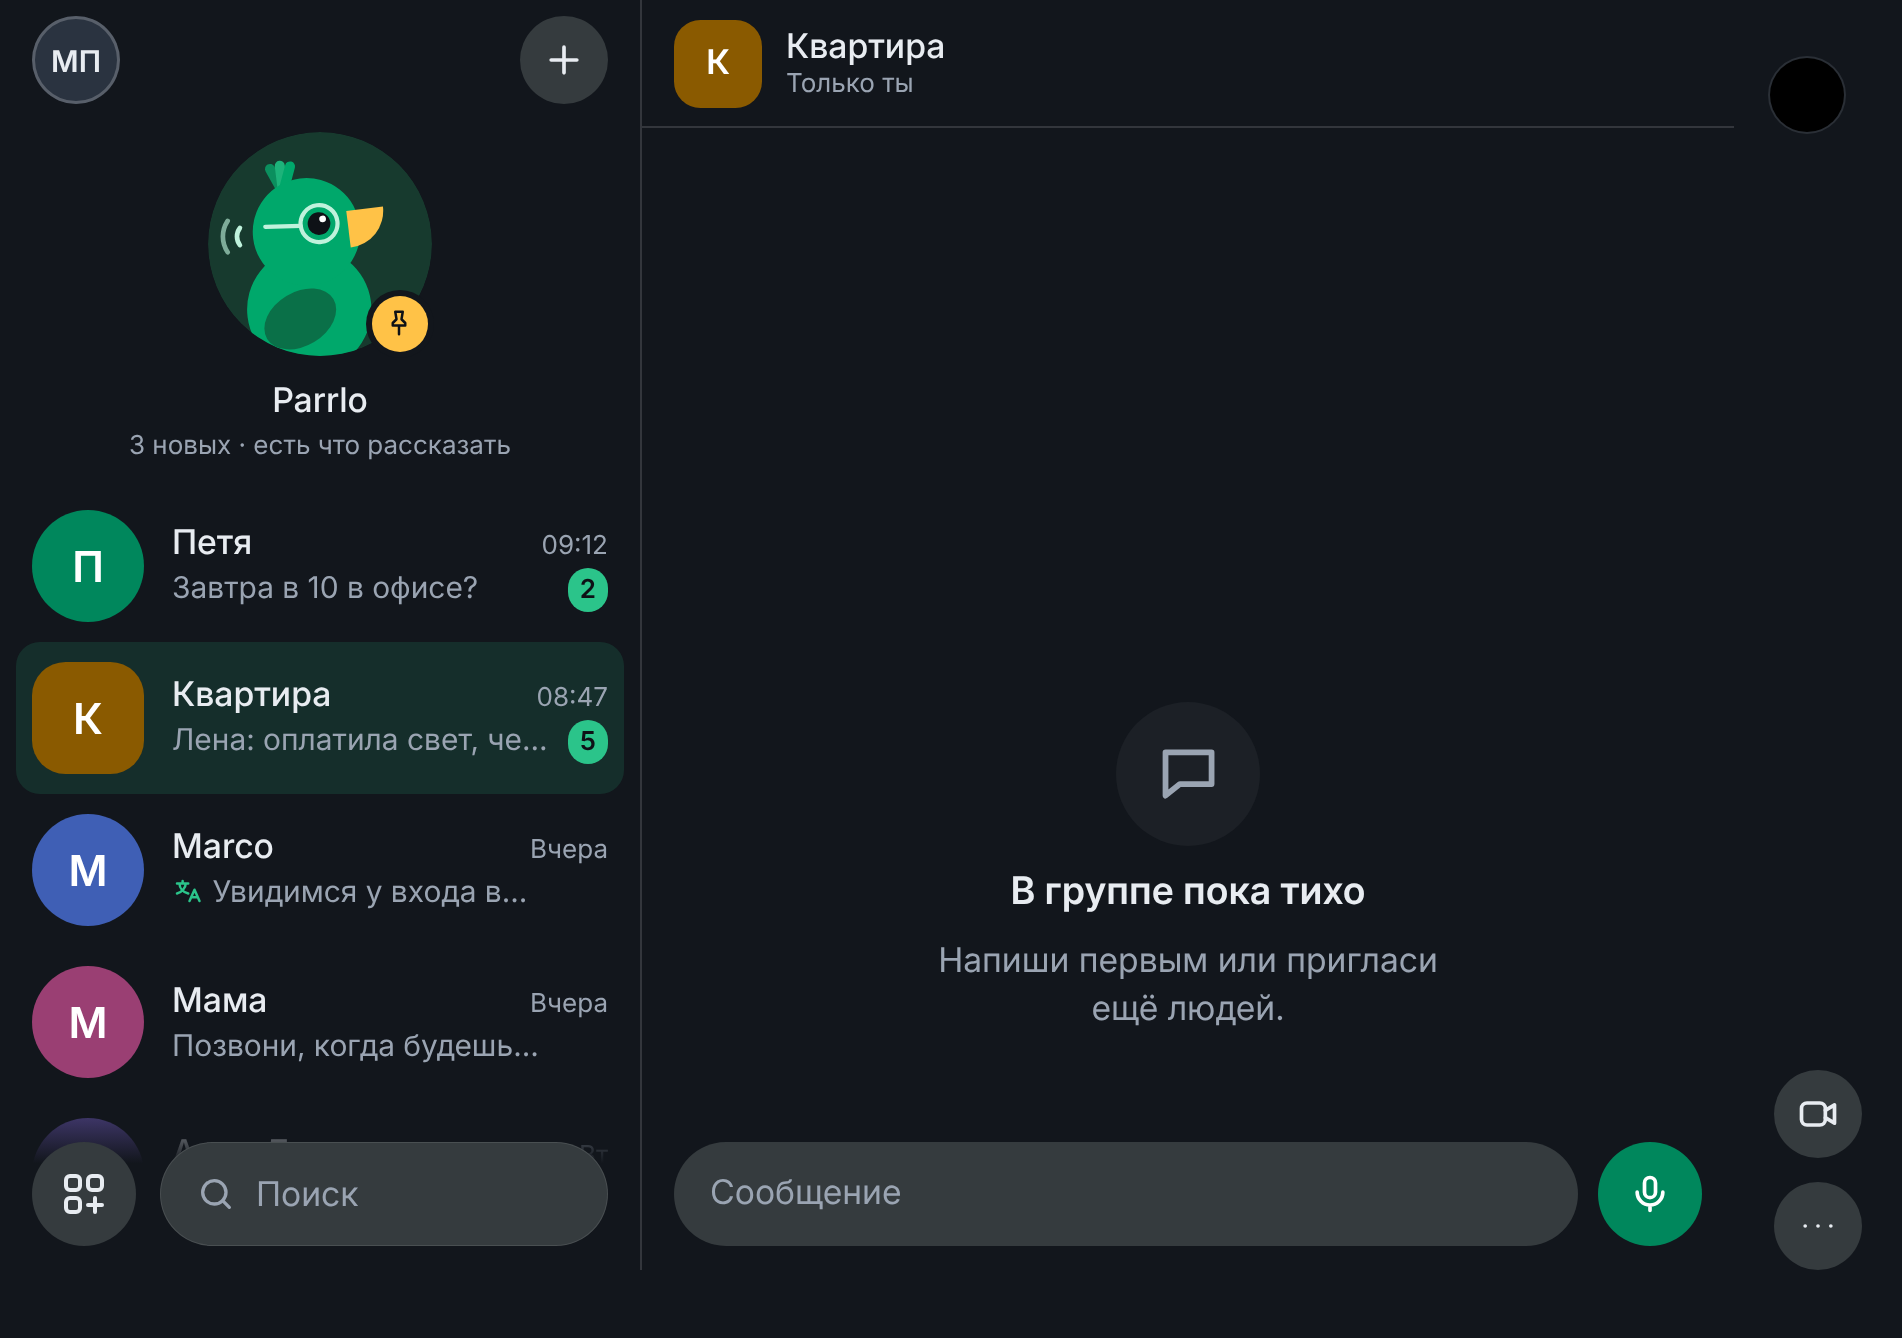 МП
Parrlo
3 новых · есть что рассказать
П
Петя
09:12
Завтра в 10 в офисе?
2
К
Квартира
08:47
Лена: оплатила свет, че...
5
M
Marco
Вчера
Увидимся у входа в...
М
Мама
Вчера
Позвони, когда будешь...
Поиск
К
Квартира
Только ты
В группе пока тихо
Напиши первым или пригласи
ещё людей.
Сообщение